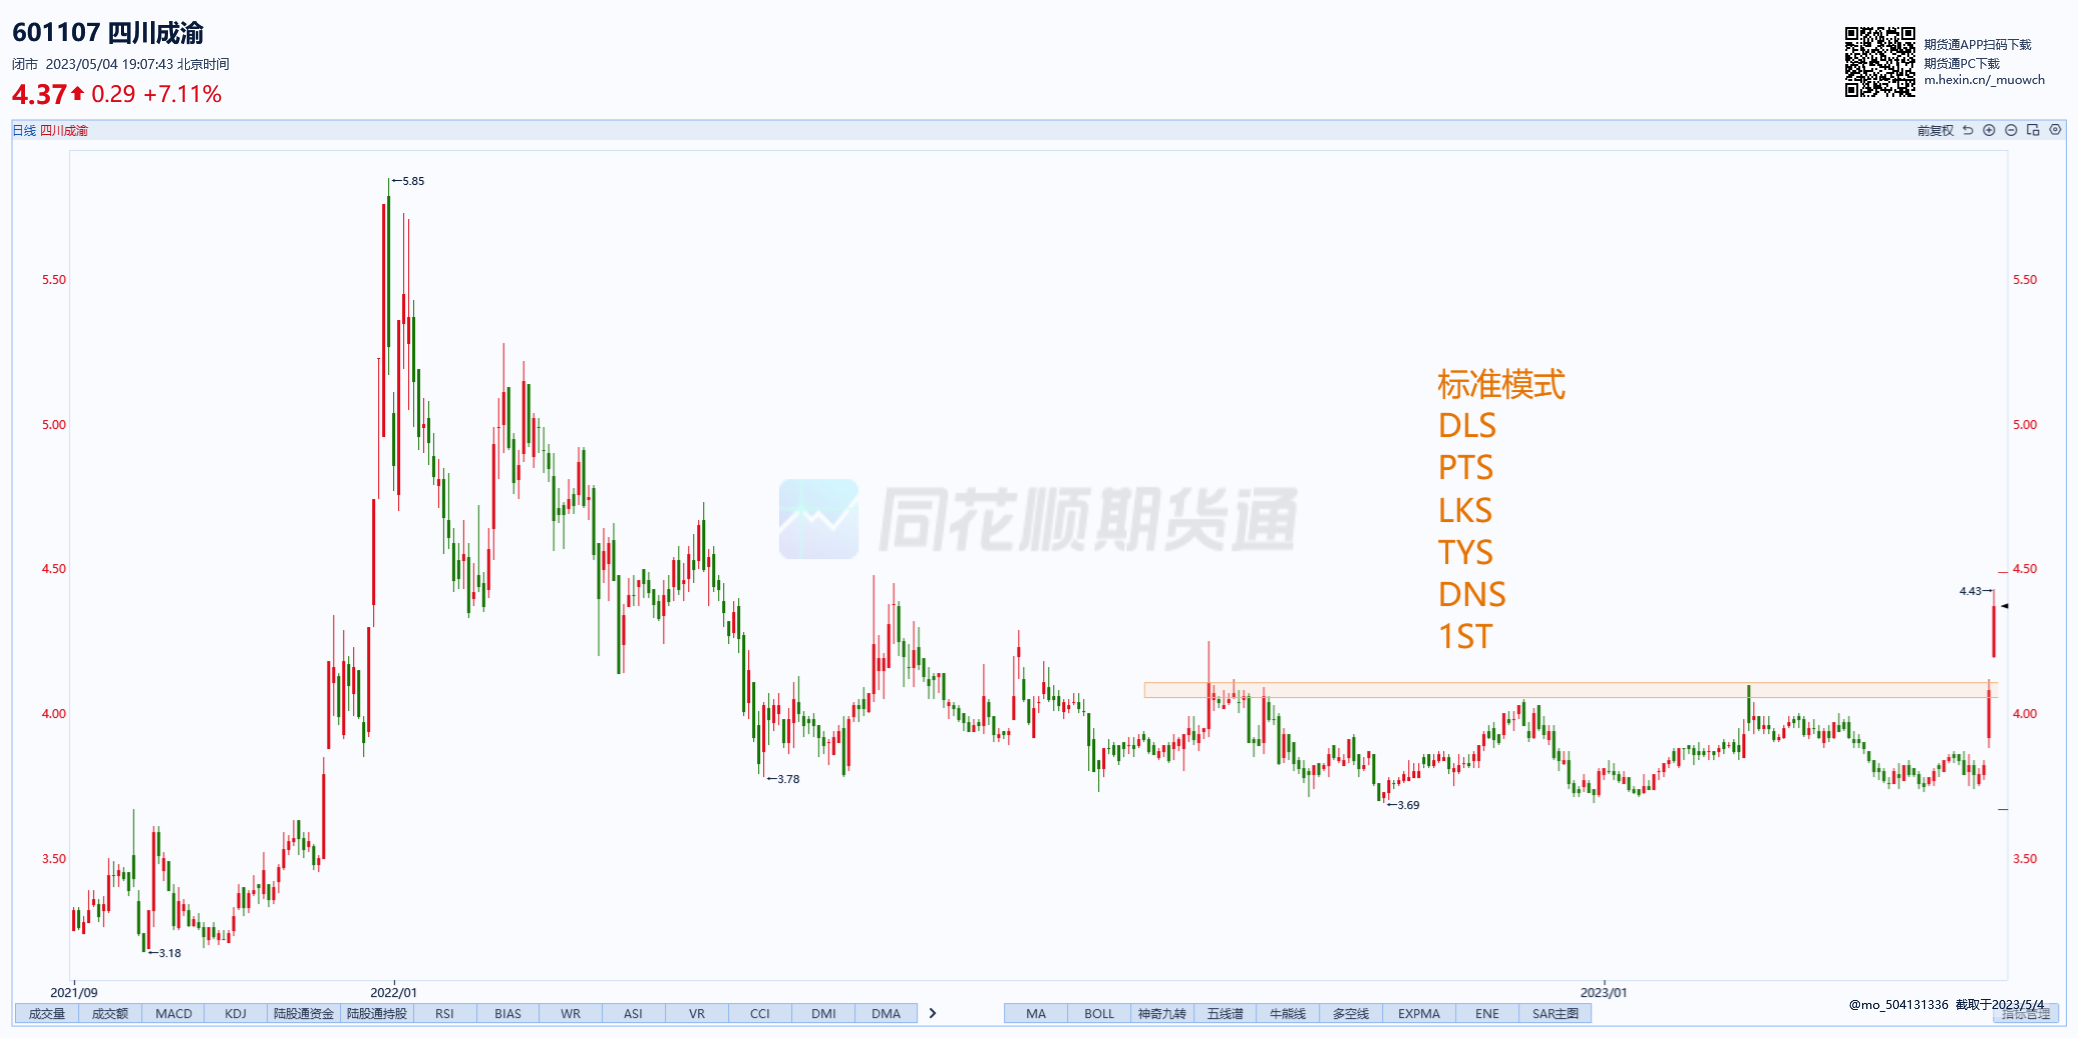 601107 四川成渝
闭市 2023/05/04 19:07:43 北京时间
4.37 0.29 +7.11%
期货通APP扫码下载
期货通PC下载
m.hexin.cn/_muowch
日线 四川成渝
前复权
←5.85
5.50 5.50
标准模式
DLS
5.00 5.00
PTS
LKS
同花顺期货通
TYS
4.50 4.50
DNS
4.43→
1ST
4.00 4.00
←3.78
←3.69
3.50 3.50
←3.18
2021/09 2022/01 2023/01
@mo_504131336 截取于2023/5/4
成交量 成交额 MACD KDJ 陆股通资金 陆股通持股 RSI BIAS WR ASI VR CCI DMI DMA MA BOLL 神奇九转 五线谱 牛熊线 多空线 EXPMA ENE SAR主图 指标管理